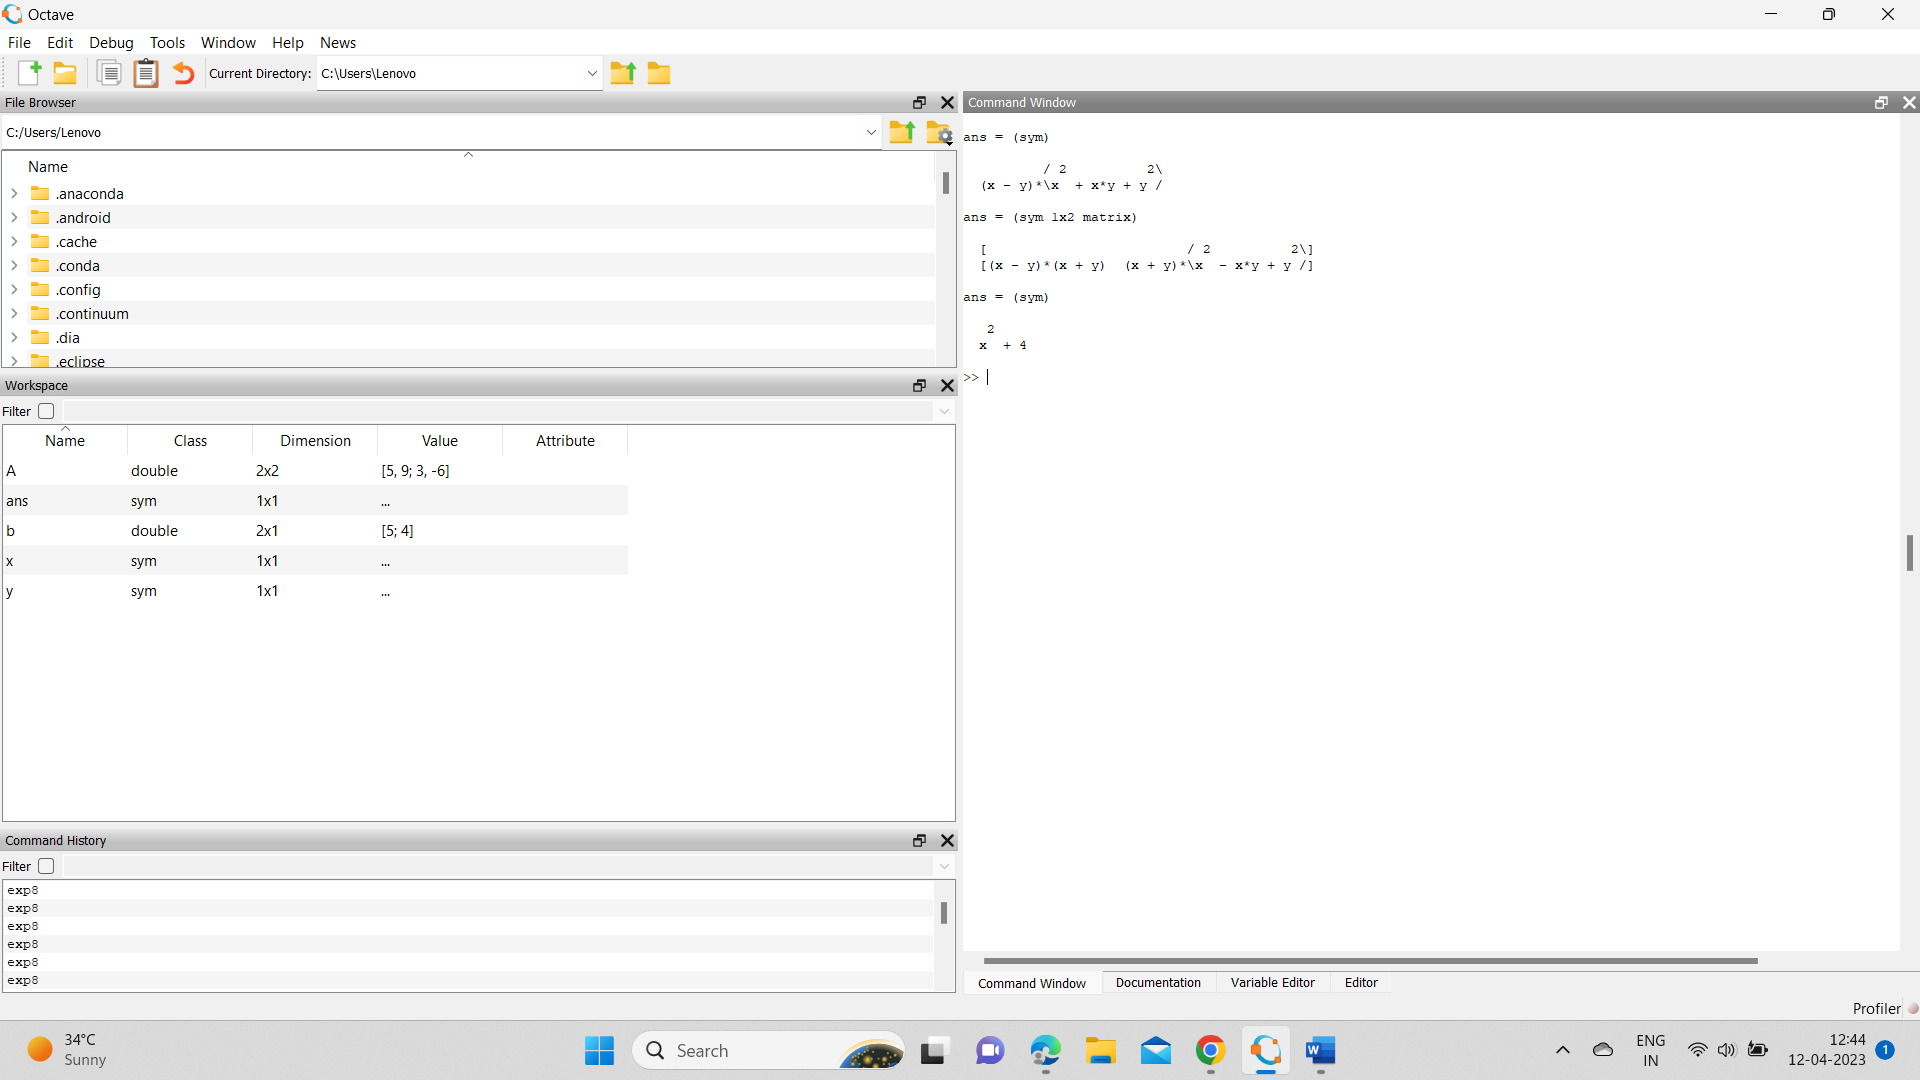 Octave
File Edit Debug Tools Window Help News
Current Directory: C:\Users\Lenovo
File Browser
C:/Users/Lenovo
Name
.anaconda
.android
.cache
.conda
.config
.continuum
.dia
.eclipse
Workspace
Filter
Name Class Dimension Value Attribute
A double 2x2 [5, 9; 3, -6]
ans sym 1x1 ...
b double 2x1 [5; 4]
x sym 1x1 ...
y sym 1x1 ...
Command History
Filter
exp8
exp8
exp8
exp8
exp8
exp8
Command Window
ans = (sym)
/ 2          2\
(x - y)*\x  + x*y + y /
ans = (sym 1x2 matrix)
[                         / 2          2\]
[(x - y)*(x + y)  (x + y)*\x  - x*y + y /]
ans = (sym)
2
x  + 4
>>
Command Window Documentation Variable Editor Editor
Profiler
34°C
Sunny
Search
W
ENG
IN
12:44
12-04-2023
1